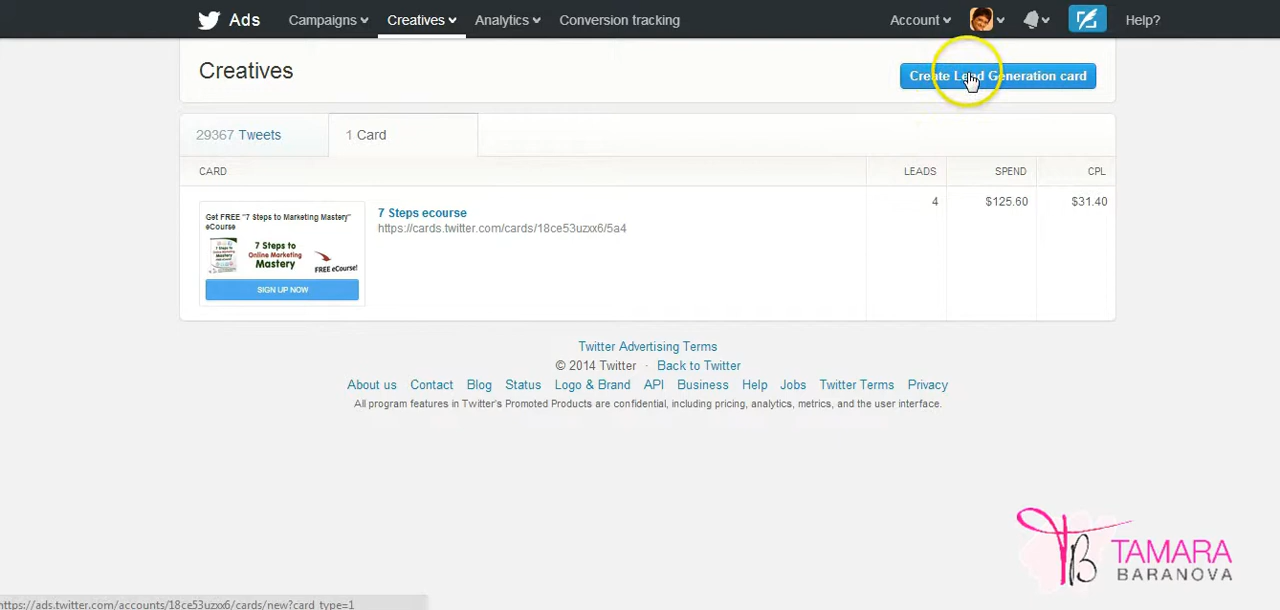 Ads Campaigns Creatives Analytics Conversion tracking Account Help?
Creatives
Create Lead Generation card
29367 Tweets 1 Card
CARD LEADS SPEND CPL
Get FREE "7 Steps to Marketing Mastery"
eCourse
7 Steps to
Online Marketing
Mastery
FREE eCourse!
SIGN UP NOW
7 Steps ecourse
https://cards.twitter.com/cards/18ce53uzxx6/5a4
4 $125.60 $31.40
Twitter Advertising Terms
© 2014 Twitter · Back to Twitter
About us Contact Blog Status Logo & Brand API Business Help Jobs Twitter Terms Privacy
All program features in Twitter's Promoted Products are confidential, including pricing, analytics, metrics, and the user interface.
TB TAMARA
BARANOVA
https://ads.twitter.com/accounts/18ce53uzxx6/cards/new?card_type=1